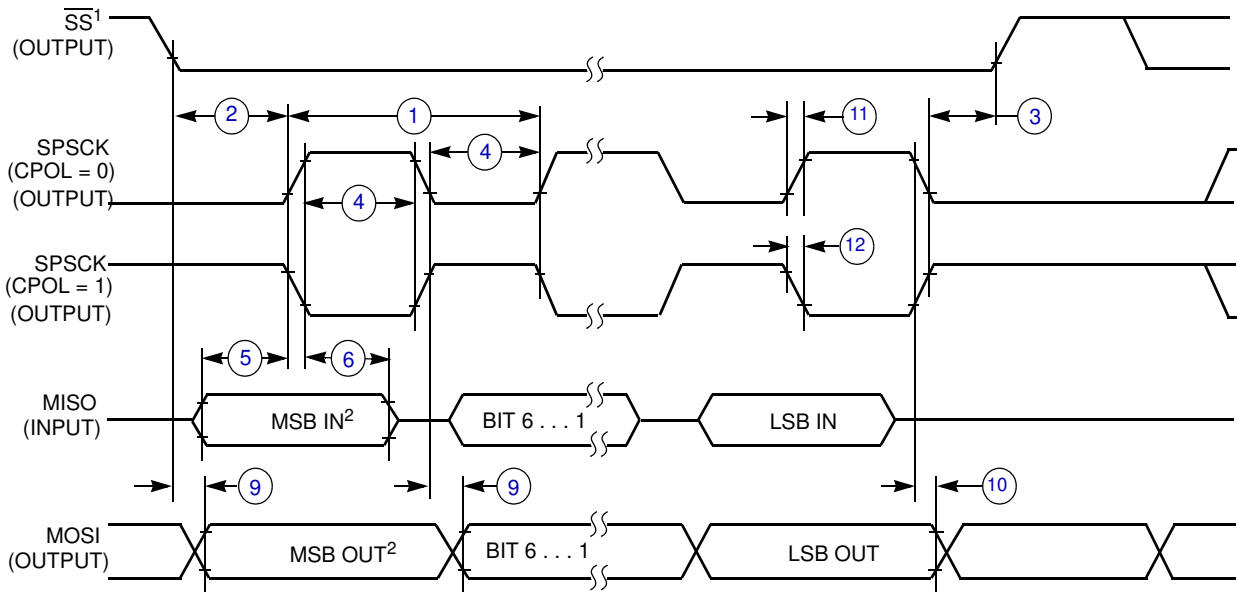 SS¹
(OUTPUT)
2
1
11
3
SPSCK
(CPOL = 0)
(OUTPUT)
4
4
SPSCK
(CPOL = 1)
(OUTPUT)
12
5
6
MISO
(INPUT)
MSB IN²
BIT 6 . . . 1
LSB IN
9
9
10
MOSI
(OUTPUT)
MSB OUT²
BIT 6 . . . 1
LSB OUT